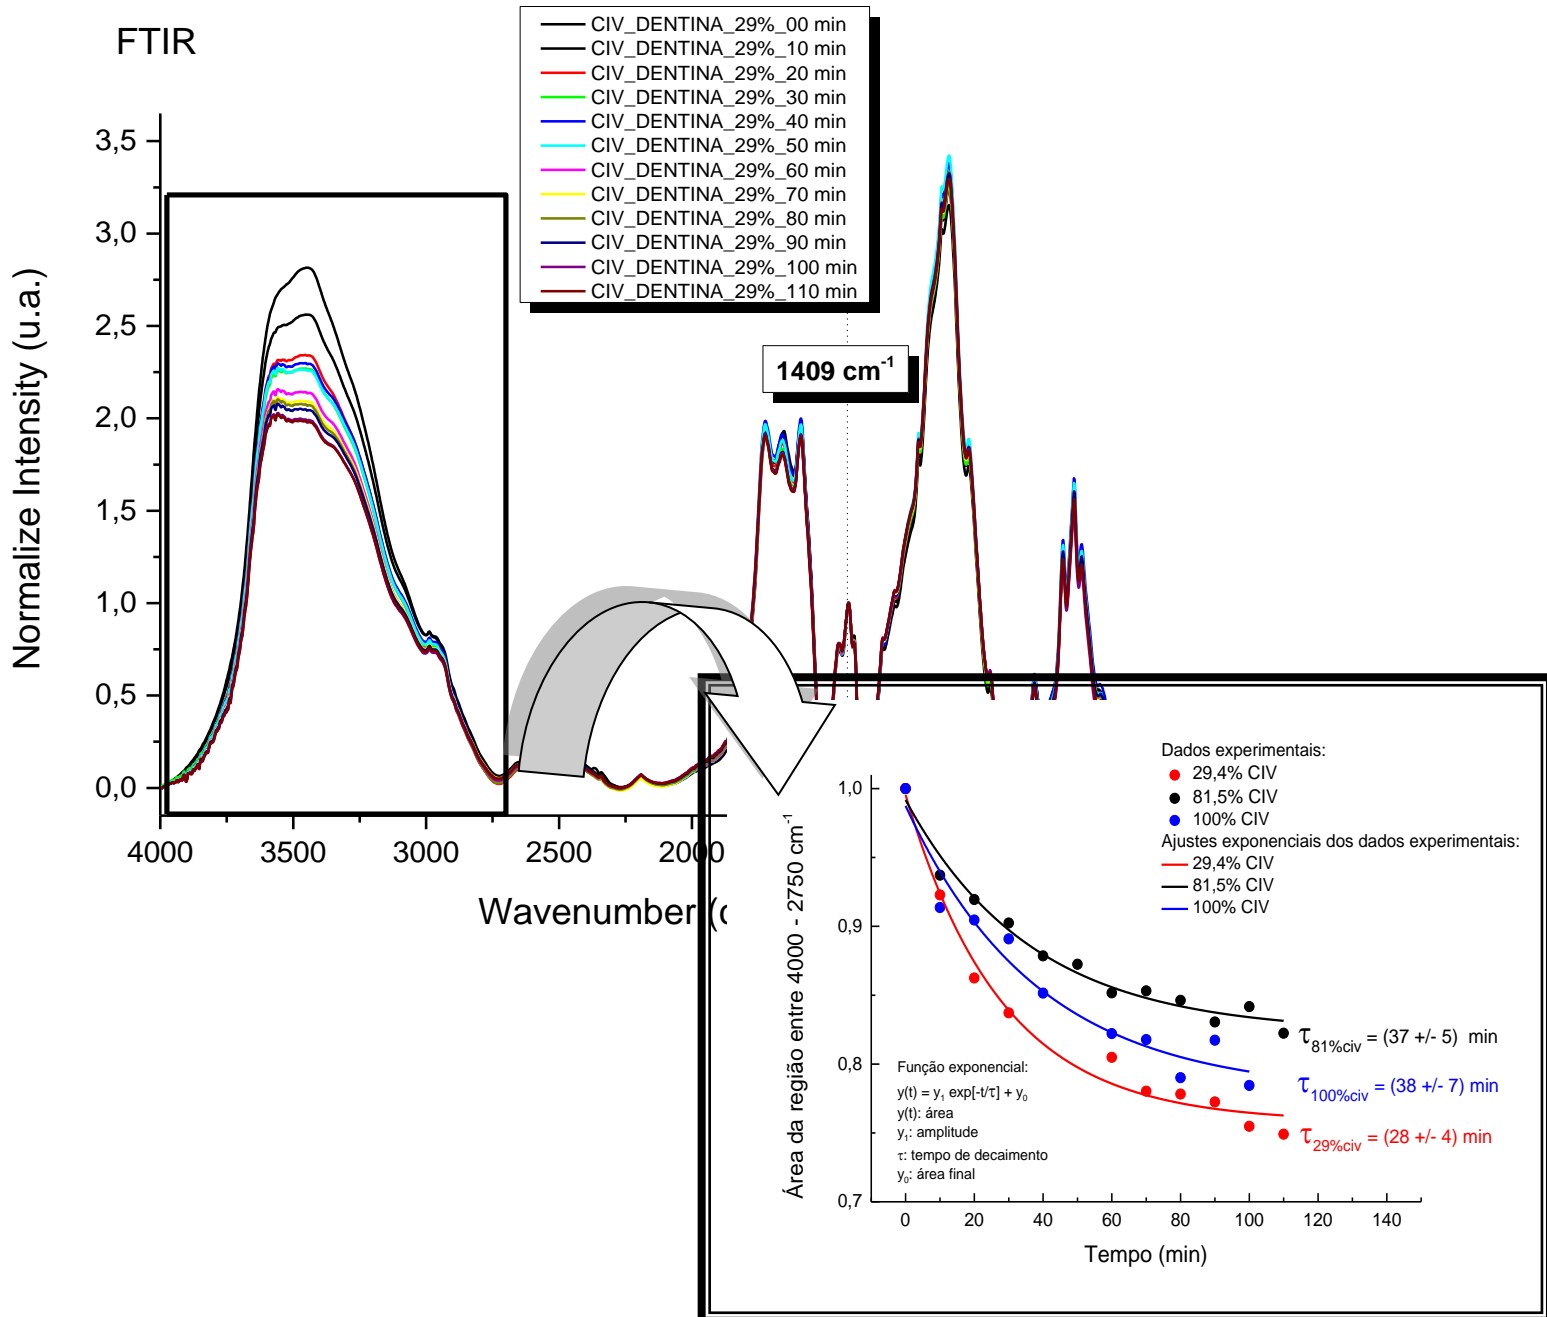 FTIR
CIV_DENTINA_29%_00 min
CIV_DENTINA_29%_10 min
CIV_DENTINA_29%_20 min
CIV_DENTINA_29%_30 min
CIV_DENTINA_29%_40 min
CIV_DENTINA_29%_50 min
CIV_DENTINA_29%_60 min
CIV_DENTINA_29%_70 min
CIV_DENTINA_29%_80 min
CIV_DENTINA_29%_90 min
CIV_DENTINA_29%_100 min
CIV_DENTINA_29%_110 min
Normalize Intensity (u.a.)
3,5
3,0
2,5
2,0
1,5
1,0
0,5
0,0
4000 3500 3000 2500 2000
Wavenumber (c
1409 cm⁻¹
Área da região entre 4000 - 2750 cm⁻¹
1,0
0,9
0,8
0,7
0 20 40 60 80 100 120 140
Tempo (min)
Dados experimentais:
29,4% CIV
81,5% CIV
100% CIV
Ajustes exponenciais dos dados experimentais:
29,4% CIV
81,5% CIV
100% CIV
τ81%civ = (37 +/- 5) min
τ100%civ = (38 +/- 7) min
τ29%civ = (28 +/- 4) min
Função exponencial:
y(t) = y₁ exp[-t/τ] + y₀
y(t): área
y₁: amplitude
τ: tempo de decaimento
y₀: área final